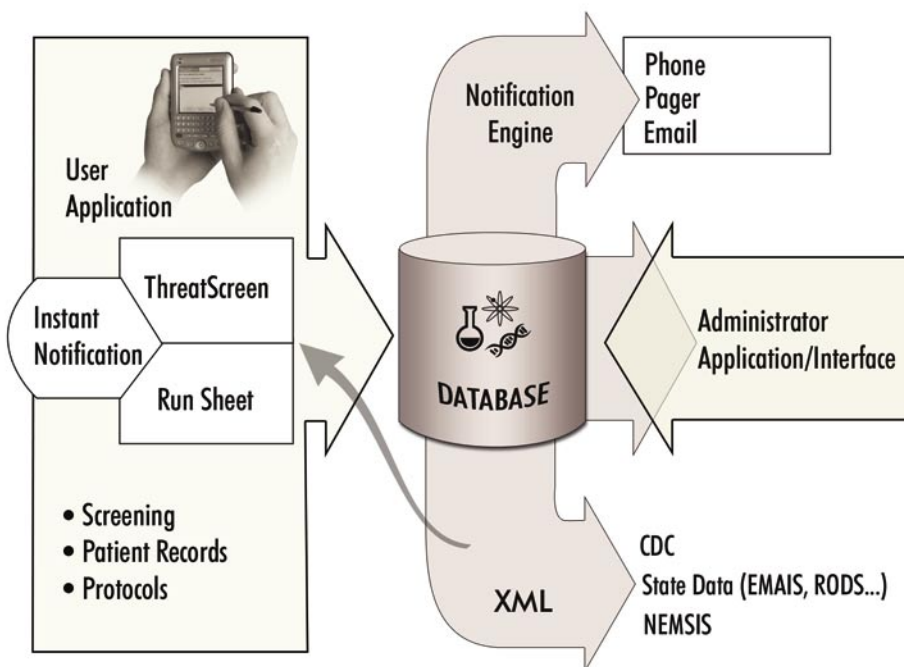 User
Application
Instant
Notification
ThreatScreen
Run Sheet
• Screening
• Patient Records
• Protocols
Notification
Engine
Phone
Pager
Email
DATABASE
Administrator
Application/Interface
XML
CDC
State Data (EMAIS, RODS...)
NEMSIS